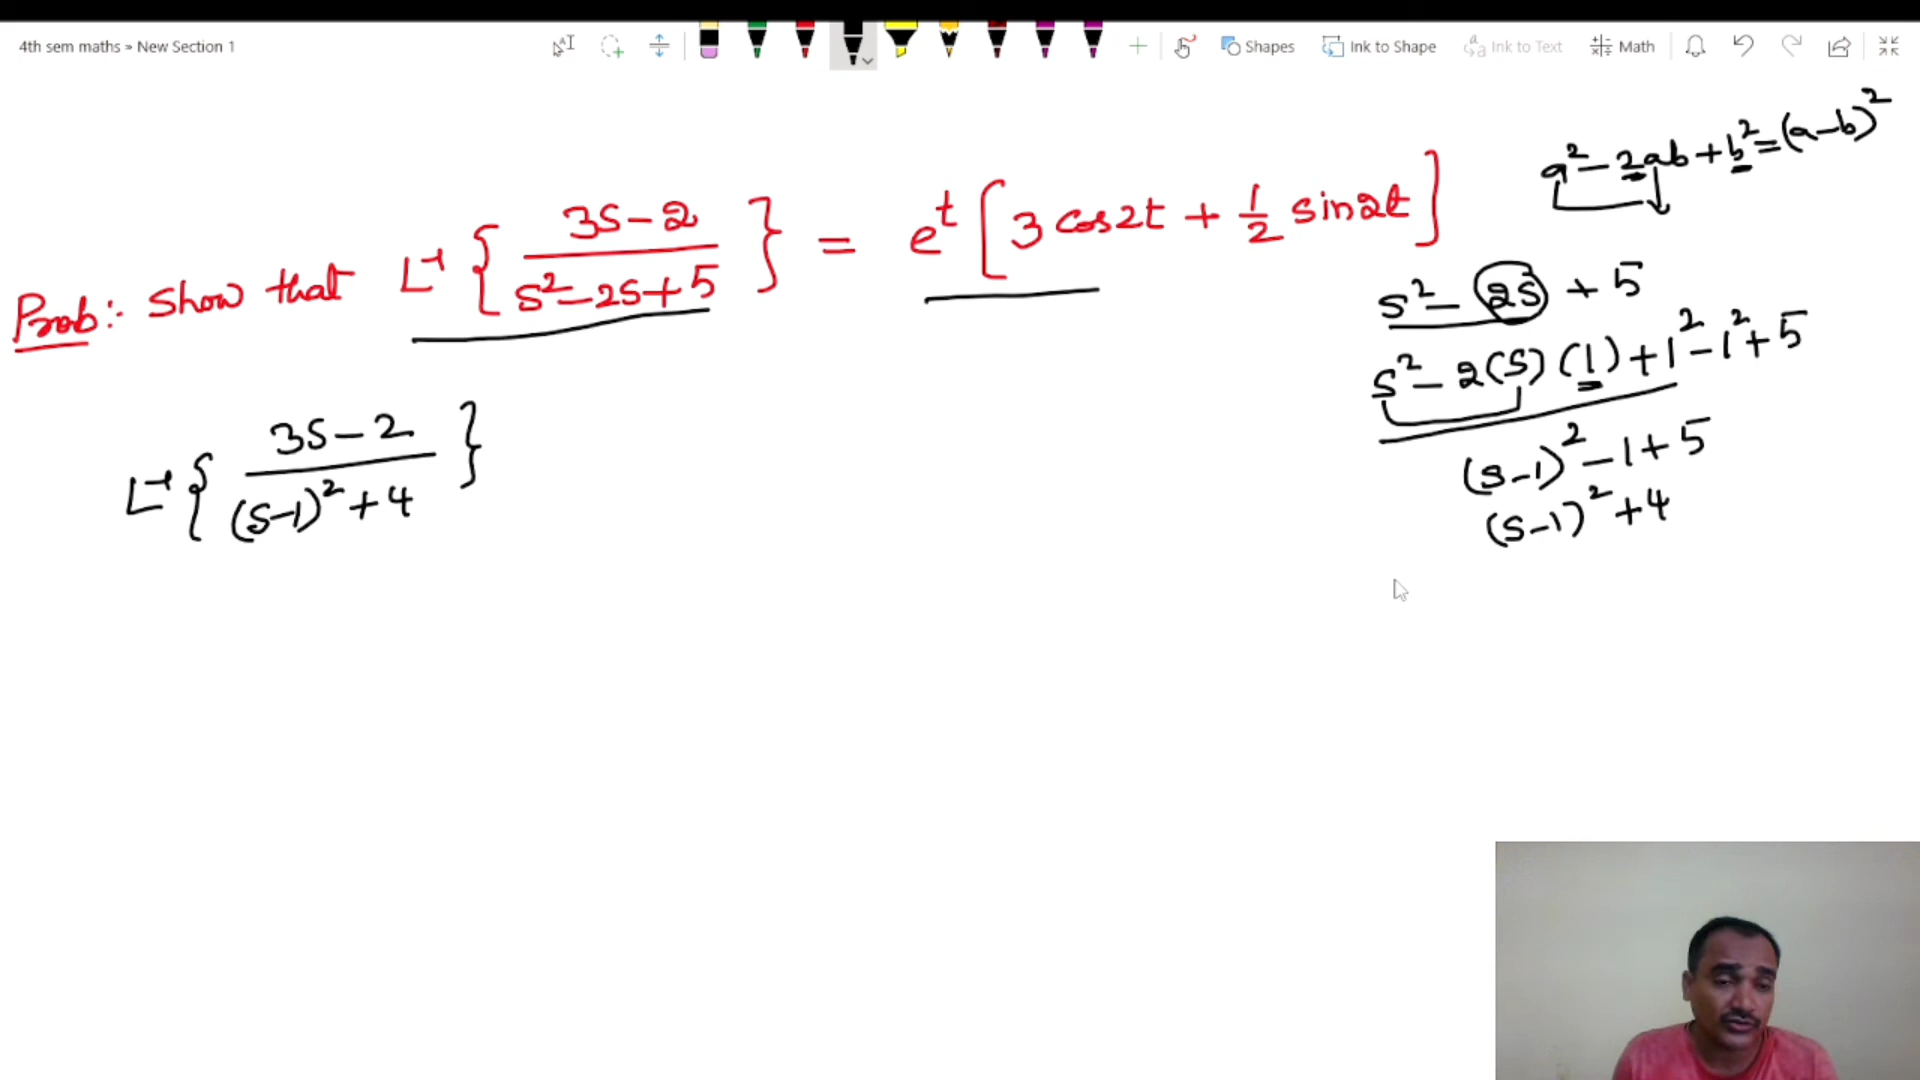 4th sem maths » New Section 1
Shapes
Ink to Shape
Ink to Text
Math
a² - 2ab + b² = (a-b)²
Prob: Show that L⁻¹ { 3s-2 / s²-2s+5 } = eᵗ [ 3 cos2t + 1/2 sin2t ]
s² - 2s + 5
s² - 2(s)(1) + 1² - 1² + 5
(s-1)² - 1 + 5
(s-1)² + 4
L⁻¹ { 3s-2 / (s-1)² + 4 }